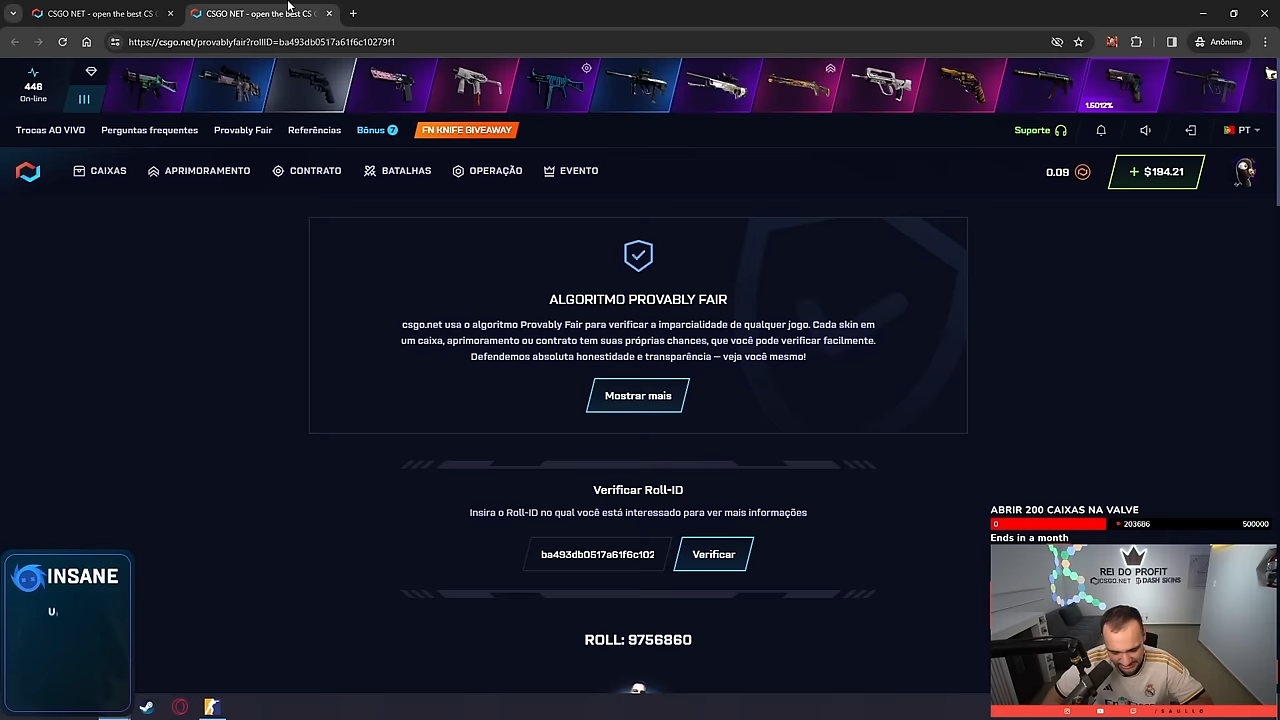 CSGO NET - open the best CS
CSGO NET - open the best CS
https://csgo.net/provablyfair?rollID=ba493db0517a61f6c10279f1
Anônima
446
On-line
1.5012%
Trocas AO VIVO
Perguntas frequentes
Provably Fair
Referências
Bônus 7
FN KNIFE GIVEAWAY
Suporte
PT
CAIXAS
APRIMORAMENTO
CONTRATO
BATALHAS
OPERAÇÃO
EVENTO
0.09
+ $194.21
ALGORITMO PROVABLY FAIR
csgo.net usa o algoritmo Provably Fair para verificar a imparcialidade de qualquer jogo. Cada skin em
um caixa, aprimoramento ou contrato tem suas próprias chances, que você pode verificar facilmente.
Defendemos absoluta honestidade e transparência – veja você mesmo!
Mostrar mais
Verificar Roll-ID
Insira o Roll-ID no qual você está interessado para ver mais informações
ba493db0517a61f6c102
Verificar
ROLL: 9756860
ABRIR 200 CAIXAS NA VALVE
0
203686
500000
Ends in a month
REI DO PROFIT
CSGO.NET DASH SKINS
/SAULLO
INSANE
U